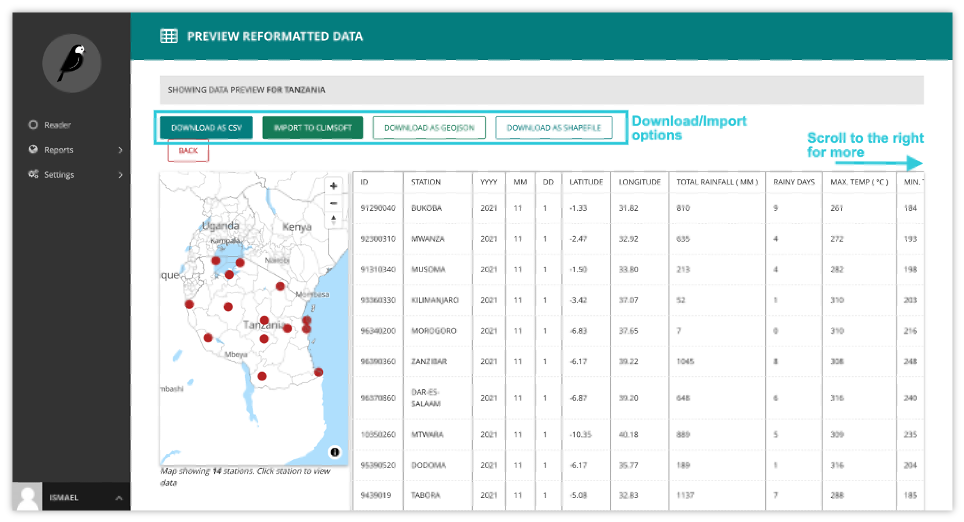 PREVIEW REFORMATTED DATA
SHOWING DATA PREVIEW FOR TANZANIA
DOWNLOAD AS CSV IMPORT TO CLIMSOFT DOWNLOAD AS GEOJSON DOWNLOAD AS SHAPEFILE
Download/Import
options
BACK
Scroll to the right
for more
Reader
Reports
Settings
ISMAEL
Uganda
Kenya
Kampala
Nairobi
que
Mombasa
Tanzania
Mbeya
mbashi
Map showing 14 stations. Click station to view
data
ID STATION YYYY MM DD LATITUDE LONGITUDE TOTAL RAINFALL ( MM ) RAINY DAYS MAX. TEMP ( °C ) MIN. T
91290040 BUKOBA 2021 11 1 -1.33 31.82 810 9 261 184
92300310 MWANZA 2021 11 1 -2.47 32.92 635 4 272 193
91310340 MUSOMA 2021 11 1 -1.50 33.80 213 4 282 198
93360330 KILIMANJARO 2021 11 1 -3.42 37.07 52 1 310 203
96340200 MOROGORO 2021 11 1 -6.83 37.65 7 0 310 216
96390360 ZANZIBAR 2021 11 1 -6.17 39.22 1045 8 308 248
96370860 DAR-ES-
SALAAM 2021 11 1 -6.87 39.20 648 6 316 240
10350260 MTWARA 2021 11 1 -10.35 40.18 889 5 309 235
95390520 DODOMA 2021 11 1 -6.17 35.77 189 1 316 204
9439019 TABORA 2021 11 1 -5.08 32.83 1137 7 288 185